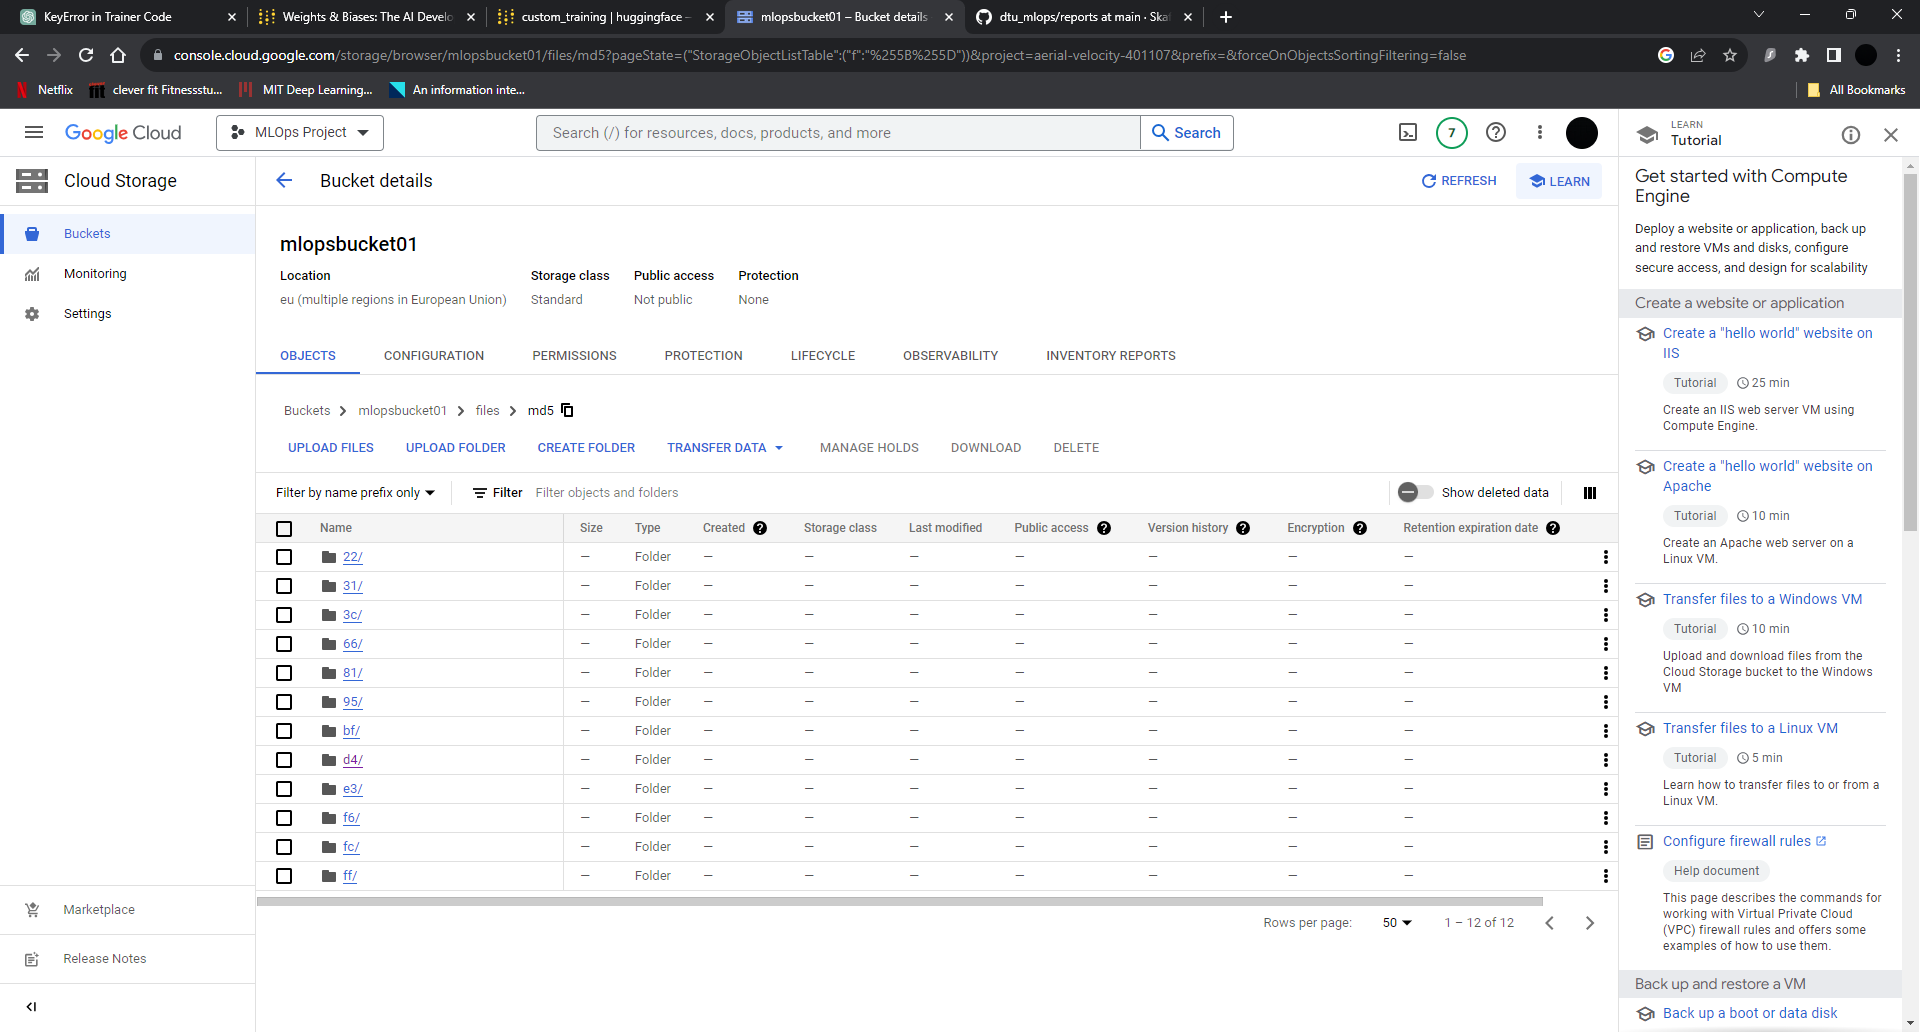 KeyError in Trainer Code
Weights & Biases: The AI Develo
custom_training | huggingface –
mlopsbucket01 – Bucket details
dtu_mlops/reports at main · Ska
console.cloud.google.com/storage/browser/mlopsbucket01/files/md5?pageState=("StorageObjectListTable":("f":"%255B%255D"))&project=aerial-velocity-401107&prefix=&forceOnObjectsSortingFiltering=false
Netflix
clever fit Fitnessstu...
MIT Deep Learning...
An information inte...
All Bookmarks
Google Cloud
MLOps Project
Search (/) for resources, docs, products, and more
Search
7
LEARN
Tutorial
Cloud Storage
Bucket details
REFRESH
LEARN
Buckets
Monitoring
Settings
Marketplace
Release Notes
mlopsbucket01
Location Storage class Public access Protection
eu (multiple regions in European Union) Standard Not public None
OBJECTS CONFIGURATION PERMISSIONS PROTECTION LIFECYCLE OBSERVABILITY INVENTORY REPORTS
Buckets > mlopsbucket01 > files > md5
UPLOAD FILES UPLOAD FOLDER CREATE FOLDER TRANSFER DATA MANAGE HOLDS DOWNLOAD DELETE
Filter by name prefix only Filter Filter objects and folders Show deleted data
Name Size Type Created Storage class Last modified Public access Version history Encryption Retention expiration date
22/ — Folder — — — — — — —
31/ — Folder — — — — — — —
3c/ — Folder — — — — — — —
66/ — Folder — — — — — — —
81/ — Folder — — — — — — —
95/ — Folder — — — — — — —
bf/ — Folder — — — — — — —
d4/ — Folder — — — — — — —
e3/ — Folder — — — — — — —
f6/ — Folder — — — — — — —
fc/ — Folder — — — — — — —
ff/ — Folder — — — — — — —
Rows per page: 50 1 – 12 of 12
Get started with Compute
Engine
Deploy a website or application, back up
and restore VMs and disks, configure
secure access, and design for scalability
Create a website or application
Create a "hello world" website on
IIS
Tutorial 25 min
Create an IIS web server VM using
Compute Engine.
Create a "hello world" website on
Apache
Tutorial 10 min
Create an Apache web server on a
Linux VM.
Transfer files to a Windows VM
Tutorial 10 min
Upload and download files from the
Cloud Storage bucket to the Windows
VM
Transfer files to a Linux VM
Tutorial 5 min
Learn how to transfer files to or from a
Linux VM.
Configure firewall rules
Help document
This page describes the commands for
working with Virtual Private Cloud
(VPC) firewall rules and offers some
examples of how to use them.
Back up and restore a VM
Back up a boot or data disk